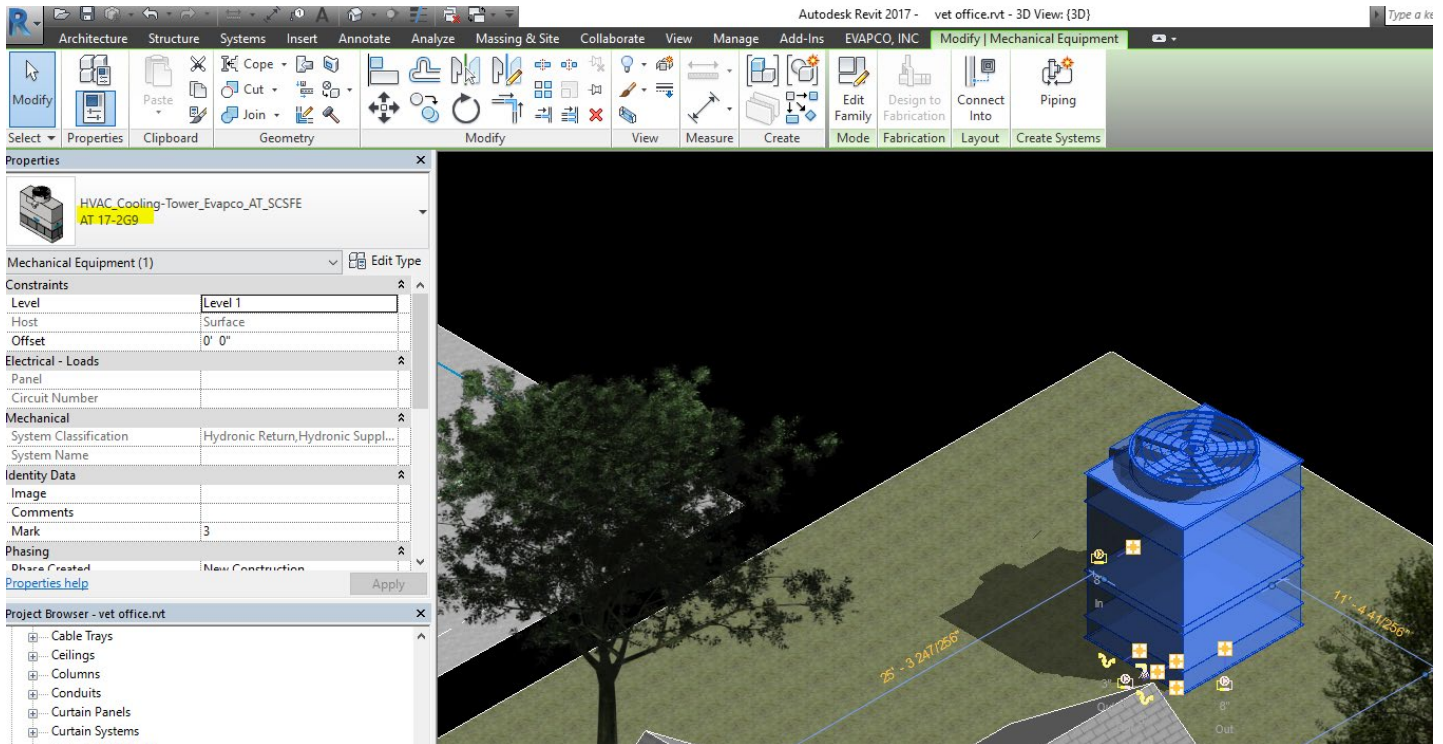 Autodesk Revit 2017 - vet office.rvt - 3D View: {3D}
Type a ke
Architecture Structure Systems Insert Annotate Analyze Massing & Site Collaborate View Manage Add-Ins EVAPCO, INC Modify | Mechanical Equipment
Modify
Paste
Cope
Cut
Join
Edit Family
Design to Fabrication
Connect Into
Piping
Select Properties Clipboard Geometry Modify View Measure Create Mode Fabrication Layout Create Systems
Properties
HVAC_Cooling-Tower_Evapco_AT_SCSFE
AT 17-2G9
Mechanical Equipment (1) Edit Type
Constraints
Level Level 1
Host Surface
Offset 0' 0"
Electrical - Loads
Panel
Circuit Number
Mechanical
System Classification Hydronic Return,Hydronic Suppl...
System Name
Identity Data
Image
Comments
Mark 3
Phasing
Phase Created New Construction
Properties help Apply
Project Browser - vet office.rvt
Cable Trays
Ceilings
Columns
Conduits
Curtain Panels
Curtain Systems
8"
In
25' - 3 247/256"
11' - 4 41/256"
3"
8"
Out